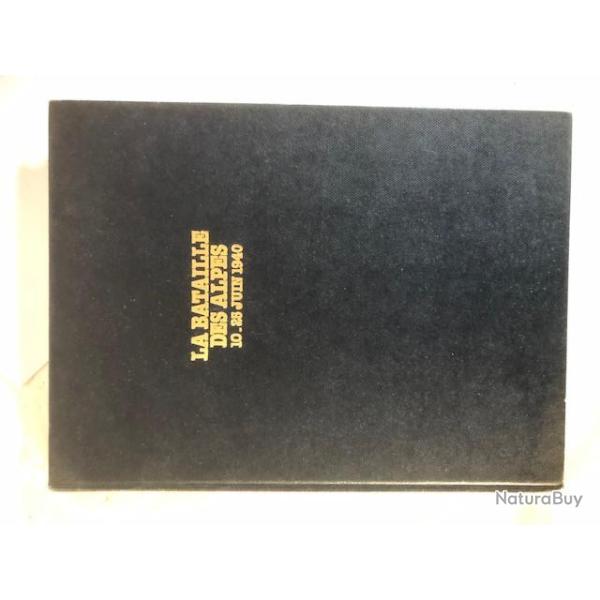 LA BATAILLE
DES ALPES
10.25 JUIN 1940
NaturaBuy